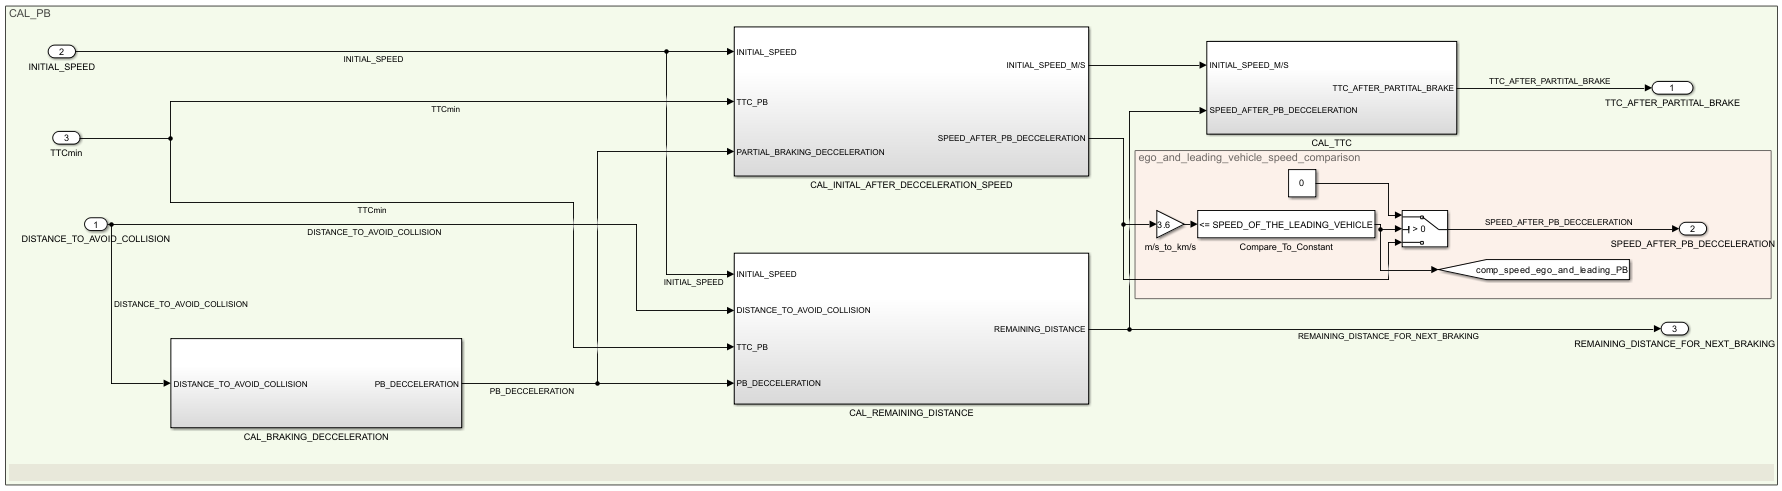 CAL_PB
2
INITIAL_SPEED
INITIAL_SPEED
3
TTCmin
TTCmin
TTCmin
1
DISTANCE_TO_AVOID_COLLISION
DISTANCE_TO_AVOID_COLLISION
DISTANCE_TO_AVOID_COLLISION
DISTANCE_TO_AVOID_COLLISION
PB_DECCELERATION
CAL_BRAKING_DECCELERATION
PB_DECCELERATION
INITIAL_SPEED
INITIAL_SPEED
TTC_PB
PARTIAL_BRAKING_DECCELERATION
INITIAL_SPEED_M/S
SPEED_AFTER_PB_DECCELERATION
CAL_INITAL_AFTER_DECCELERATION_SPEED
INITIAL_SPEED
DISTANCE_TO_AVOID_COLLISION
TTC_PB
PB_DECCELERATION
REMAINING_DISTANCE
CAL_REMAINING_DISTANCE
INITIAL_SPEED_M/S
SPEED_AFTER_PB_DECCELERATION
TTC_AFTER_PARTITAL_BRAKE
CAL_TTC
TTC_AFTER_PARTITAL_BRAKE
1
TTC_AFTER_PARTITAL_BRAKE
ego_and_leading_vehicle_speed_comparison
0
3.6
m/s_to_km/s
<= SPEED_OF_THE_LEADING_VEHICLE
Compare_To_Constant
> 0
SPEED_AFTER_PB_DECCELERATION
2
SPEED_AFTER_PB_DECCELERATION
comp_speed_ego_and_leading_PB
REMAINING_DISTANCE_FOR_NEXT_BRAKING
3
REMAINING_DISTANCE_FOR_NEXT_BRAKING